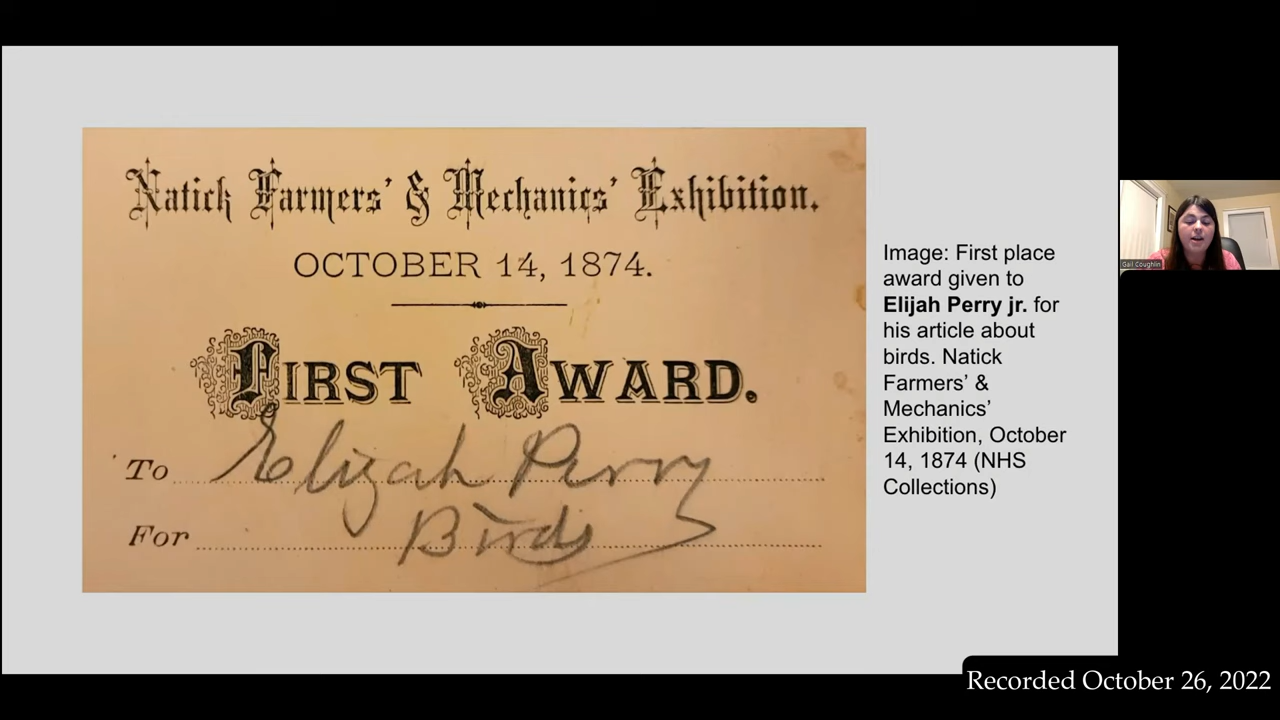 Natick Farmers' & Mechanics' Exhibition.
OCTOBER 14, 1874.
FIRST AWARD.
To Elijah Perry
For Birds
Image: First place
award given to
Elijah Perry jr. for
his article about
birds. Natick
Farmers' &
Mechanics'
Exhibition, October
14, 1874 (NHS
Collections)
Gail Coughlin
Recorded October 26, 2022